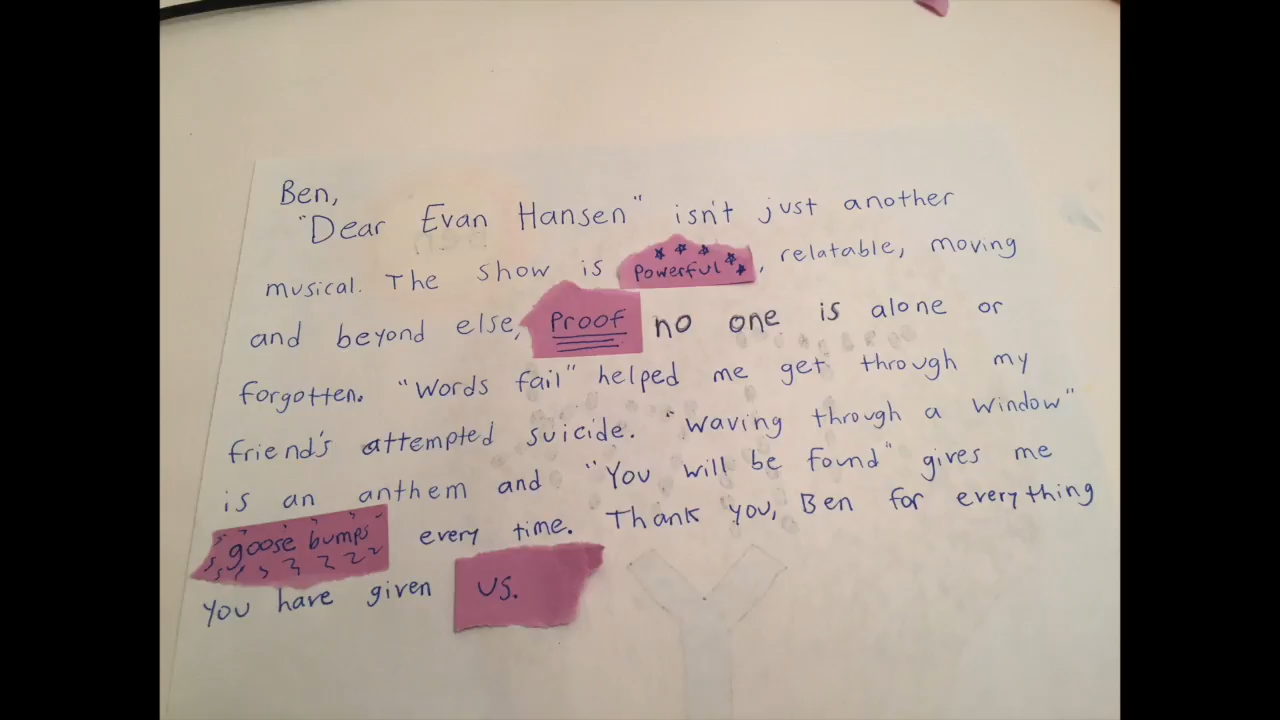 Ben,
"Dear Evan Hansen" isn't just another
musical. The show is Powerful, relatable, moving
and beyond else, Proof no one is alone or
forgotten. "Words fail" helped me get through my
friend's attempted suicide. "Waving through a Window"
is an anthem and "You will be found" gives me
goose bumps every time. Thank you, Ben for everything
you have given us.